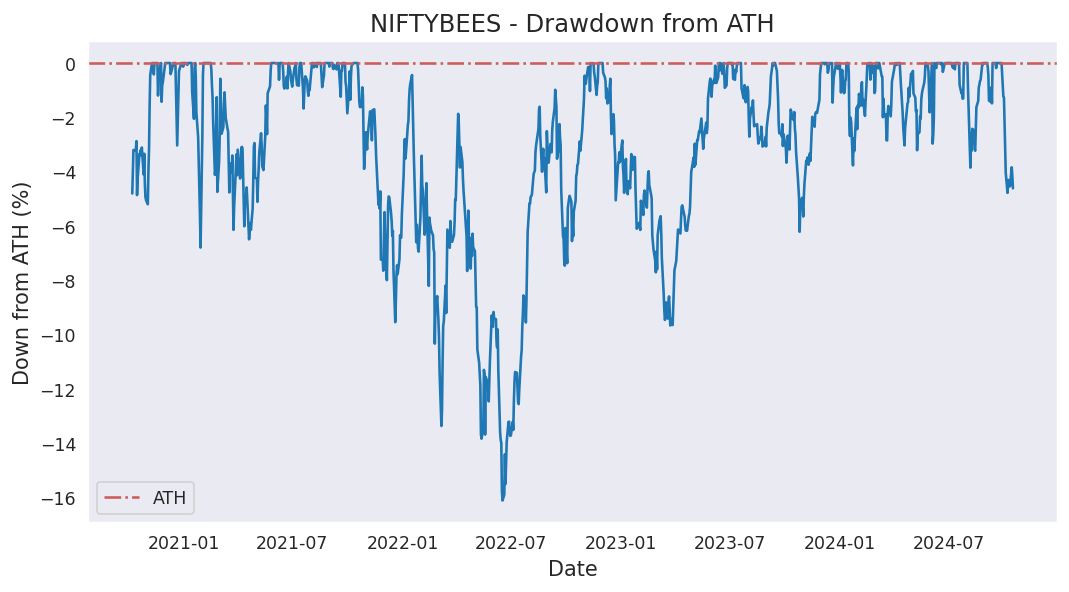 NIFTYBEES - Drawdown from ATH
Down from ATH (%)
0
−2
−4
−6
−8
−10
−12
−14
−16
ATH
2021-01 2021-07 2022-01 2022-07 2023-01 2023-07 2024-01 2024-07
Date